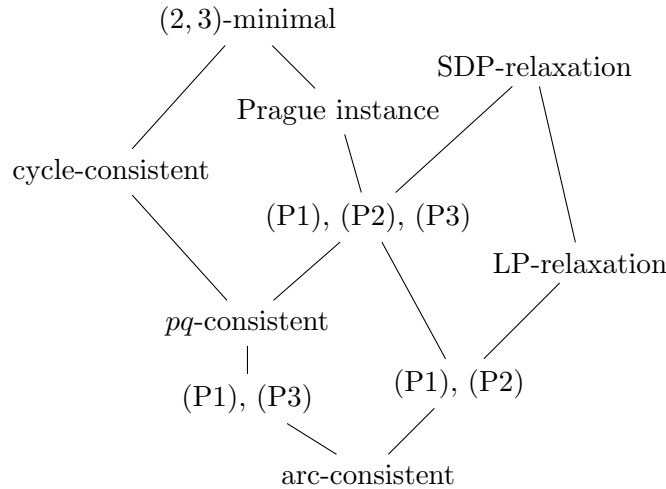 (2, 3)-minimal
SDP-relaxation
Prague instance
cycle-consistent
(P1), (P2), (P3)
LP-relaxation
pq-consistent
(P1), (P3)
(P1), (P2)
arc-consistent